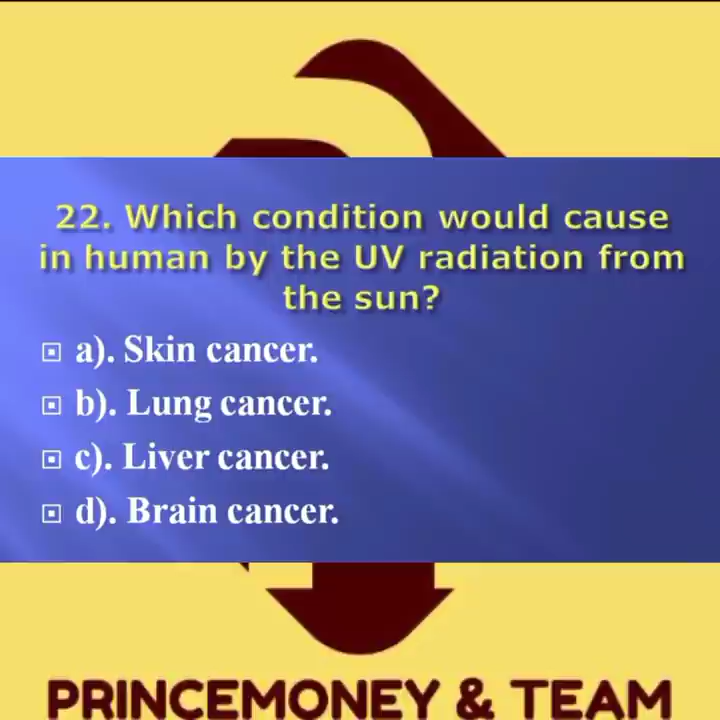 22. Which condition would cause
in human by the UV radiation from
the sun?
a). Skin cancer.
b). Lung cancer.
c). Liver cancer.
d). Brain cancer.
PRINCEMONEY & TEAM